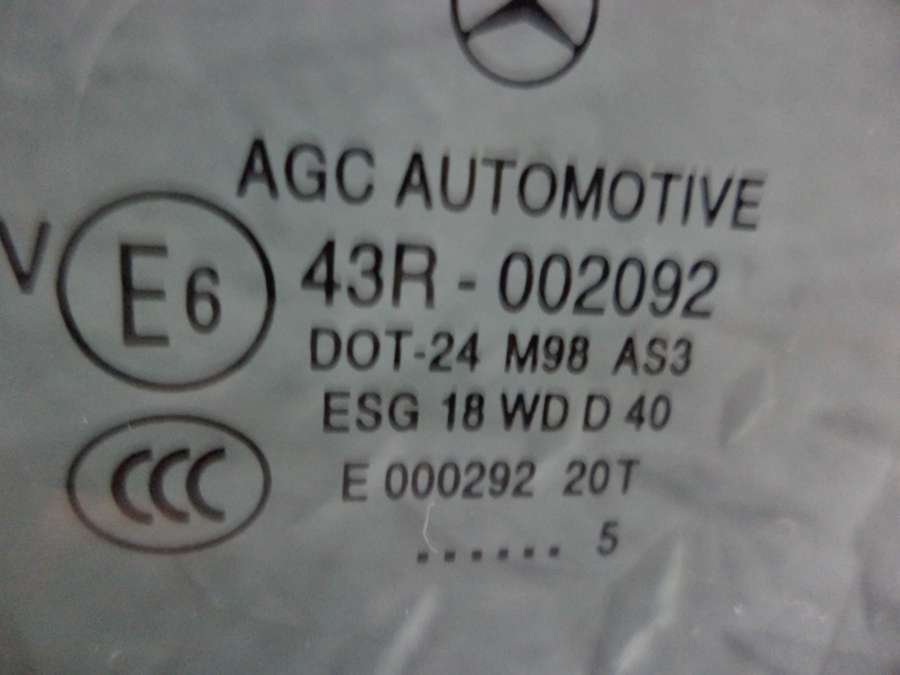 AGC AUTOMOTIVE
V
E6
43R - 002092
DOT-24 M98 AS3
ESG 18 WD D 40
CCC
E 000292 20T
...... 5